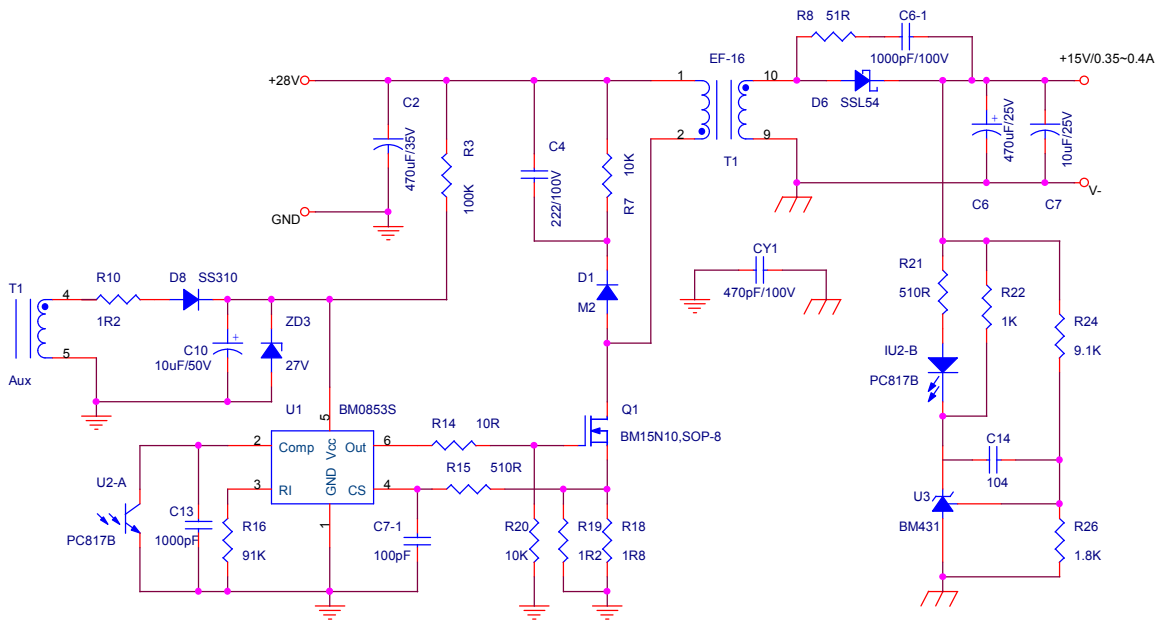 R8 51R
C6-1
1000pF/100V
+15V/0.35~0.4A
EF-16
+28V
1
10
D6 SSL54
C2
470uF/35V
R3
100K
C4
222/100V
10K
R7
2
9
T1
+
470uF/25V
10uF/25V
V-
C6
C7
GND
CY1
470pF/100V
D1
M2
R21
510R
R22
1K
R24
9.1K
T1
4
R10
1R2
D8 SS310
5
Aux
+
C10
10uF/50V
ZD3
27V
IU2-B
PC817B
U1
BM0853S
5
Q1
BM15N10,SOP-8
R14 10R
2
Comp
Vcc
Out
6
R15 510R
3
RI
GND
CS
4
1
C14
104
U2-A
PC817B
C13
1000pF
R16
91K
C7-1
100pF
R20
10K
R19
1R2
R18
1R8
U3
BM431
R26
1.8K